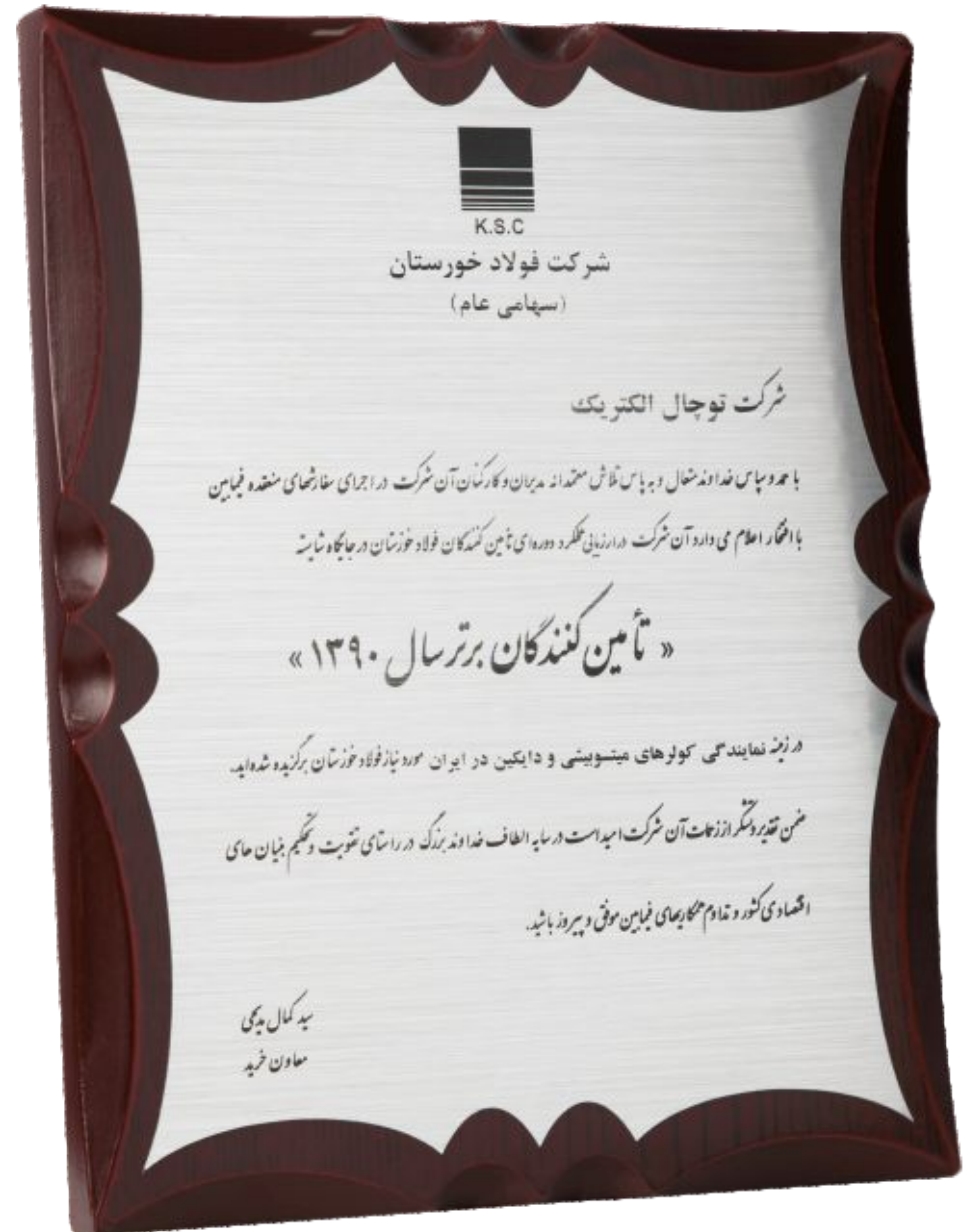 K.S.C
شرکت فولاد خورستان
(سهامی عام)
شرکت توچال الکتریک
با حمد و سپاس خداوند متعال و به پاس تلاش معتمدانه مدیران و کارکنان آن شرکت در اجرای سفارشهای منعقده فیمابین
با افتخار اعلام می دارد آن شرکت در ارزیابی عملکرد دوره‌ای تأمین کنندگان فولاد خوزستان در جایگاه شایسته
« تأمین کنندگان برتر سال ۱۳۹۰ »
در زمینه نمایندگی کولرهای میتسوبیتی و دایکین در ایران مورد نیاز فولاد خوزستان برگزیده شده‌اید.
ضمن تقدیر و تشکر از زحمات آن شرکت امید است در سایه الطاف خداوند بزرگ در راستای تقویت و تحکیم بنیان های
اقتصادی کشور و تداوم همکاریهای فیمابین موفق و پیروز باشید.
سید کمال مدیحی
معاون خرید